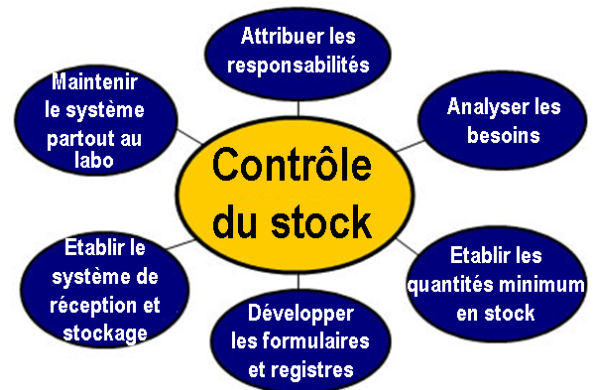 Attribuer les
responsabilités
Analyser les
besoins
Etablir les
quantités minimum
en stock
Développer
les formulaires
et registres
Etablir le
système de
réception et
stockage
Maintenir
le système
partout au
labo
Contrôle
du stock